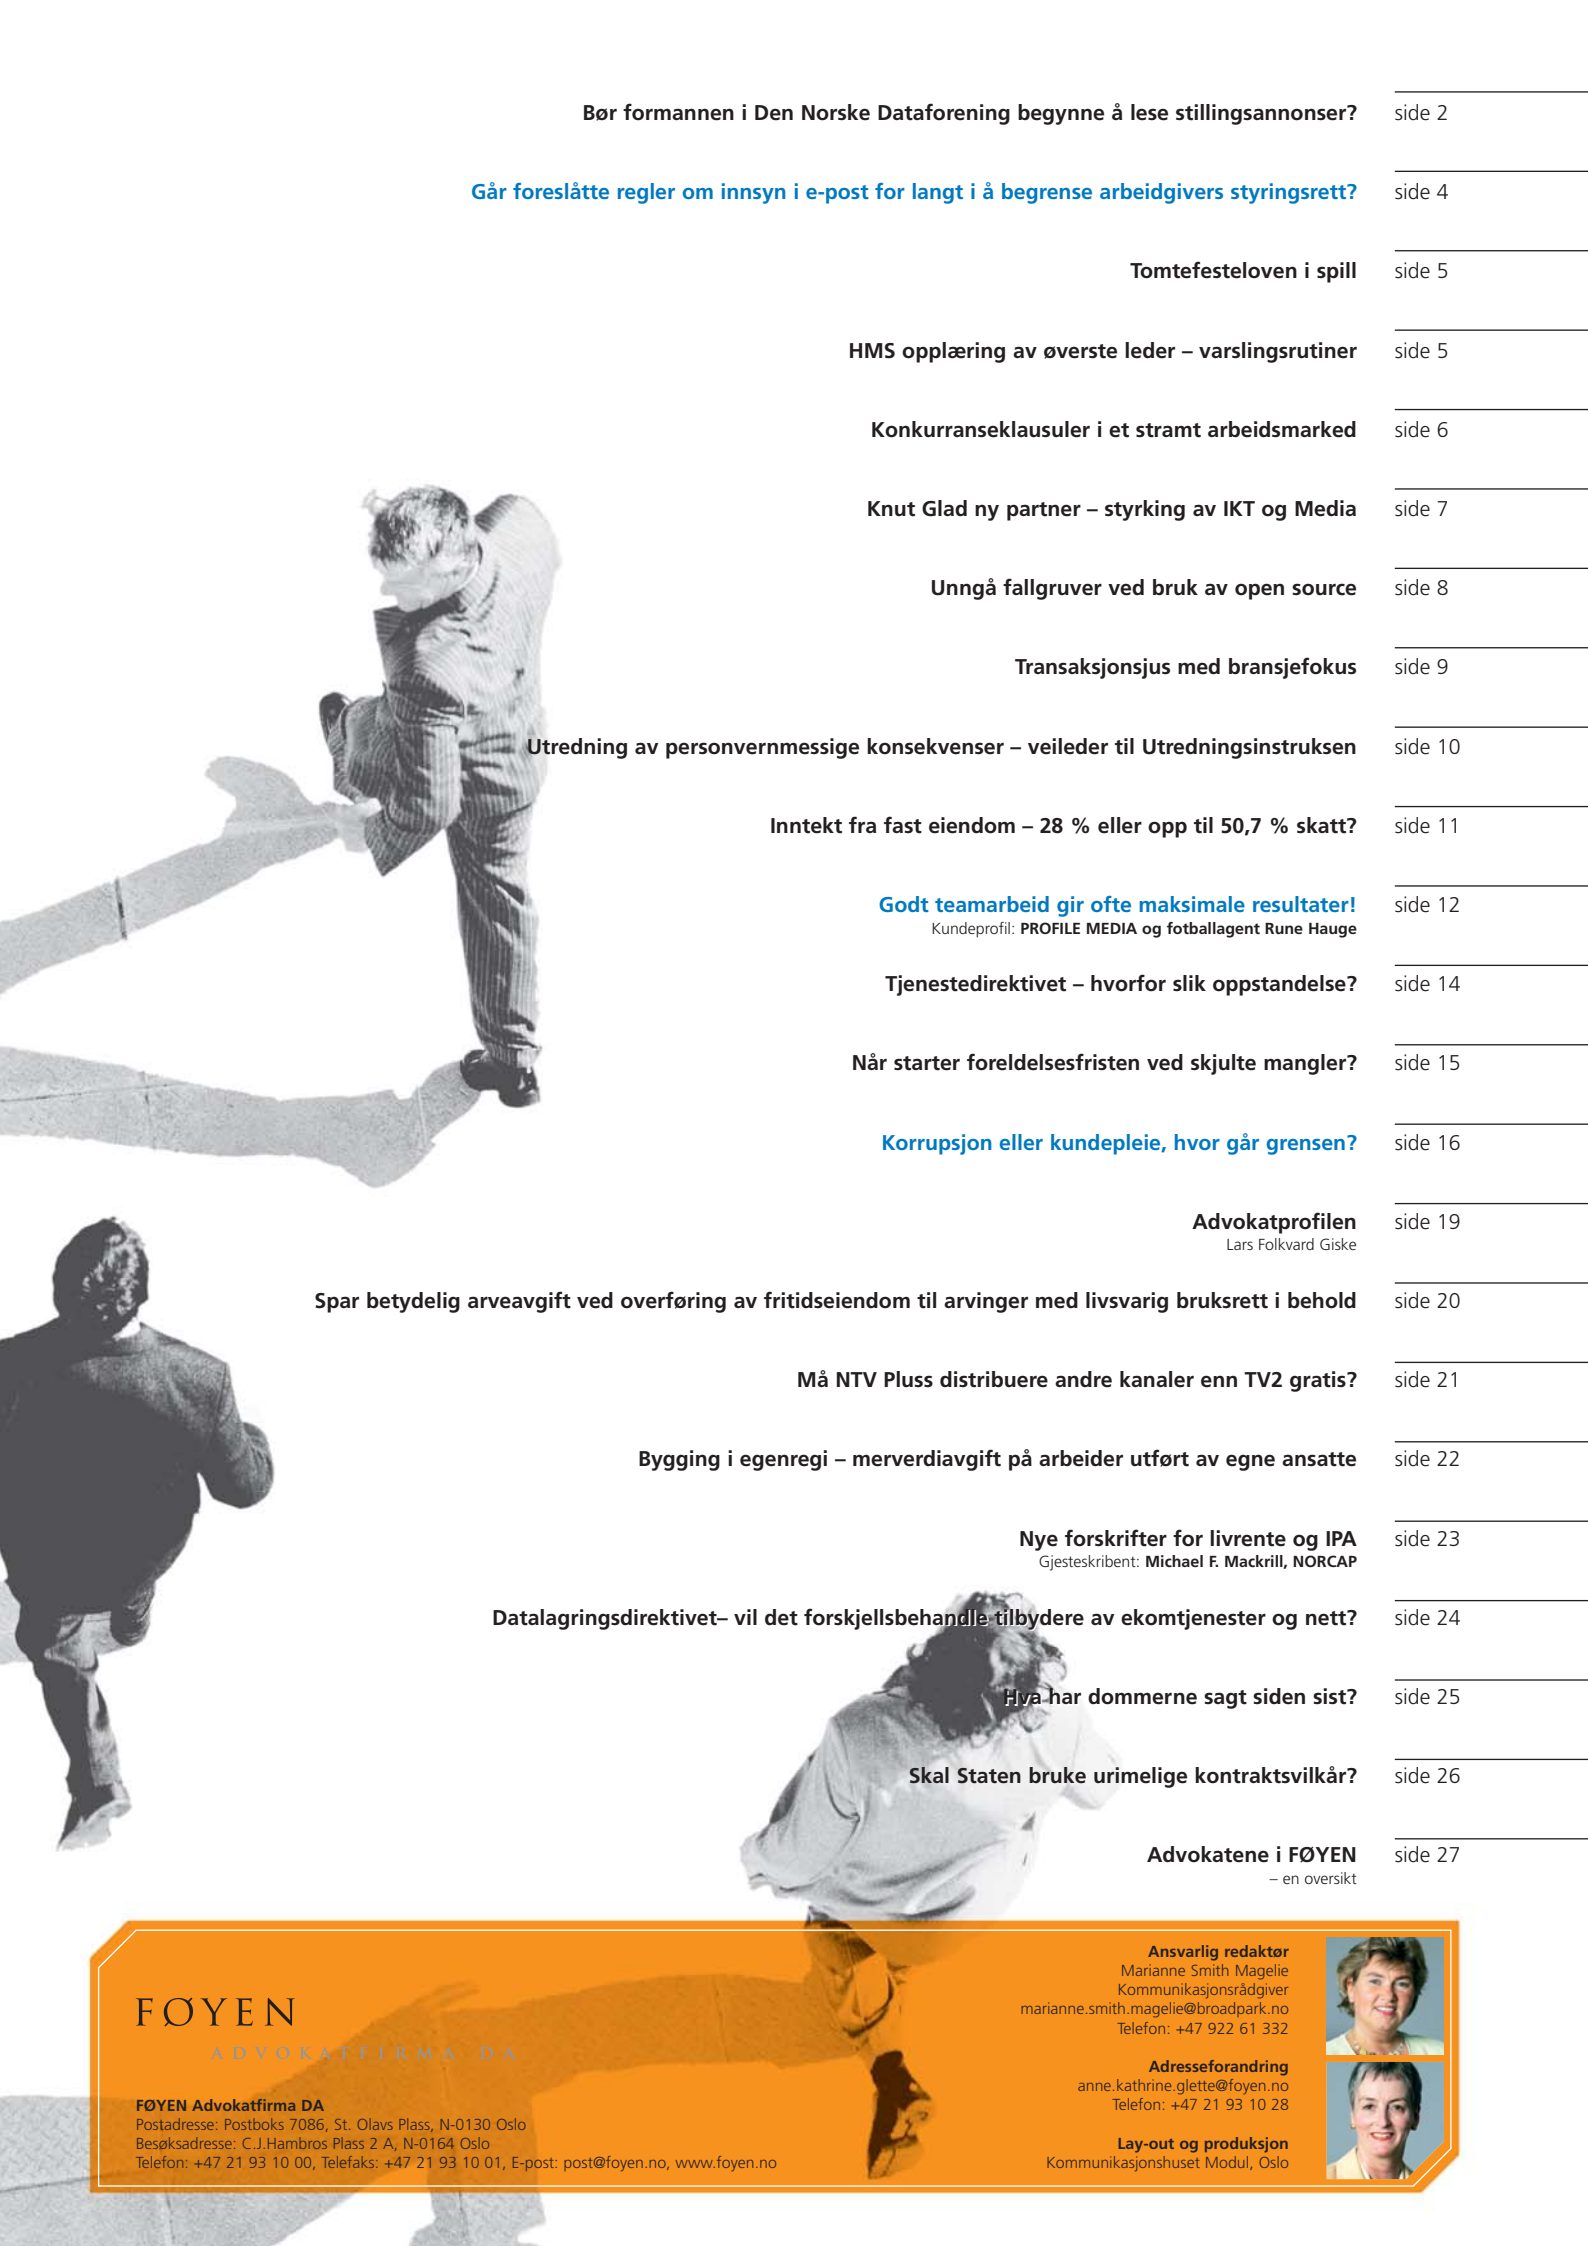 Bør formannen i Den Norske Dataforening begynne å lese stillingsannonser? side 2
Går foreslåtte regler om innsyn i e-post for langt i å begrense arbeidgivers styringsrett? side 4
Tomtefesteloven i spill side 5
HMS opplæring av øverste leder – varslingsrutiner side 5
Konkurranseklausuler i et stramt arbeidsmarked side 6
Knut Glad ny partner – styrking av IKT og Media side 7
Unngå fallgruver ved bruk av open source side 8
Transaksjonsjus med bransjefokus side 9
Utredning av personvernmessige konsekvenser – veileder til Utredningsinstruksen side 10
Inntekt fra fast eiendom – 28 % eller opp til 50,7 % skatt? side 11
Godt teamarbeid gir ofte maksimale resultater! side 12
Kundeprofil: PROFILE MEDIA og fotballagent Rune Hauge
Tjenestedirektivet – hvorfor slik oppstandelse? side 14
Når starter foreldelsesfristen ved skjulte mangler? side 15
Korrupsjon eller kundepleie, hvor går grensen? side 16
Advokatprofilen side 19
Lars Folkvard Giske
Spar betydelig arveavgift ved overføring av fritidseiendom til arvinger med livsvarig bruksrett i behold side 20
Må NTV Pluss distribuere andre kanaler enn TV2 gratis? side 21
Bygging i egenregi – merverdiavgift på arbeider utført av egne ansatte side 22
Nye forskrifter for livrente og IPA side 23
Gjesteskribent: Michael F. Mackrill, NORCAP
Datalagringsdirektivet– vil det forskjellsbehandle tilbydere av ekomtjenester og nett? side 24
Hva har dommerne sagt siden sist? side 25
Skal Staten bruke urimelige kontraktsvilkår? side 26
Advokatene i FØYEN side 27
– en oversikt
FØYEN
ADVOKATFIRMA DA
FØYEN Advokatfirma DA
Postadresse: Postboks 7086, St. Olavs Plass, N-0130 Oslo
Besøksadresse: C.J.Hambros Plass 2 A, N-0164 Oslo
Telefon: +47 21 93 10 00, Telefaks: +47 21 93 10 01, E-post: post@foyen.no, www.foyen.no
Ansvarlig redaktør
Marianne Smith Magelie
Kommunikasjonsrådgiver
marianne.smith.magelie@broadpark.no
Telefon: +47 922 61 332
Adresseforandring
anne.kathrine.glette@foyen.no
Telefon: +47 21 93 10 28
Lay-out og produksjon
Kommunikasjonshuset Modul, Oslo